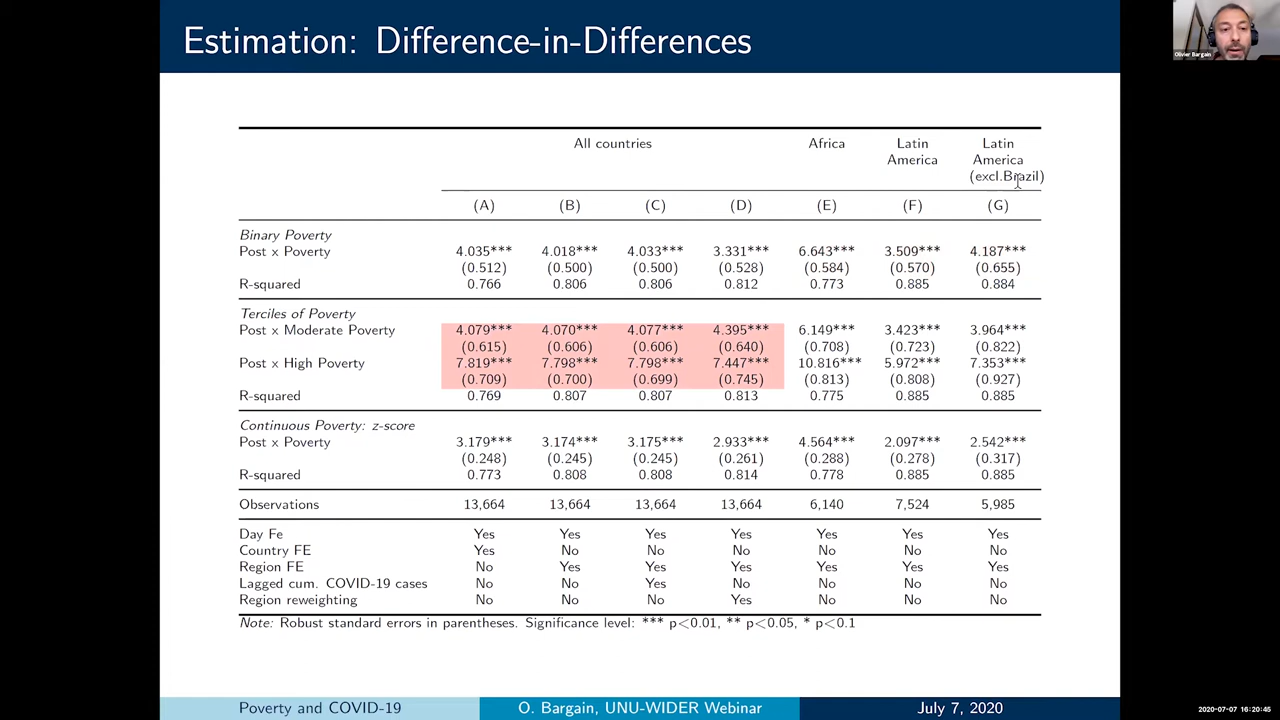 Estimation: Difference-in-Differences
Olivier Bargain
All countries Africa Latin America Latin America (excl.Brazil)
(A) (B) (C) (D) (E) (F) (G)
Binary Poverty
Post x Poverty 4.035*** 4.018*** 4.033*** 3.331*** 6.643*** 3.509*** 4.187***
(0.512) (0.500) (0.500) (0.528) (0.584) (0.570) (0.655)
R-squared 0.766 0.806 0.806 0.812 0.773 0.885 0.884
Terciles of Poverty
Post x Moderate Poverty 4.079*** 4.070*** 4.077*** 4.395*** 6.149*** 3.423*** 3.964***
(0.615) (0.606) (0.606) (0.640) (0.708) (0.723) (0.822)
Post x High Poverty 7.819*** 7.798*** 7.798*** 7.447*** 10.816*** 5.972*** 7.353***
(0.709) (0.700) (0.699) (0.745) (0.813) (0.808) (0.927)
R-squared 0.769 0.807 0.807 0.813 0.775 0.885 0.885
Continuous Poverty: z-score
Post x Poverty 3.179*** 3.174*** 3.175*** 2.933*** 4.564*** 2.097*** 2.542***
(0.248) (0.245) (0.245) (0.261) (0.288) (0.278) (0.317)
R-squared 0.773 0.808 0.808 0.814 0.778 0.885 0.885
Observations 13,664 13,664 13,664 13,664 6,140 7,524 5,985
Day Fe Yes Yes Yes Yes Yes Yes Yes
Country FE Yes No No No No No No
Region FE No Yes Yes Yes Yes Yes Yes
Lagged cum. COVID-19 cases No No Yes No No No No
Region reweighting No No No Yes No No No
Note: Robust standard errors in parentheses. Significance level: *** p<0.01, ** p<0.05, * p<0.1
Poverty and COVID-19 O. Bargain, UNU-WIDER Webinar July 7, 2020
2020-07-07 16:20:45